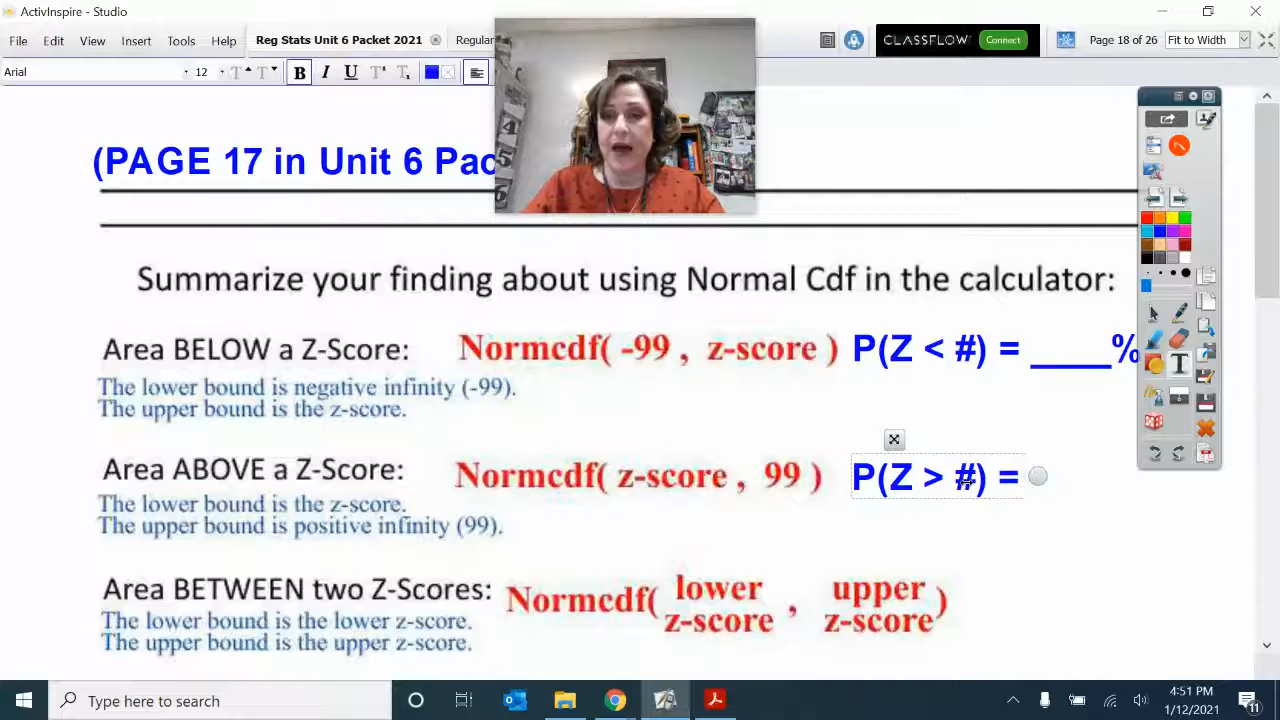 ActivInspire - Studio
File Edit View Insert Tools Help Reg Stats Unit 6 Packet 2021 Regular
CLASSFLOW Connect Page 18 of 26 Fit to Width
Arial 12 T T B I U T T
(PAGE 17 in Unit 6 Pac
Summarize your finding about using Normal Cdf in the calculator:
Area BELOW a Z-Score: Normcdf( -99 , z-score ) P(Z < #) = ____%
The lower bound is negative infinity (-99).
The upper bound is the z-score.
Area ABOVE a Z-Score: Normcdf( z-score , 99 ) P(Z > #) =
The lower bound is the z-score.
The upper bound is positive infinity (99).
Area BETWEEN two Z-Scores: Normcdf( lower z-score , upper z-score )
The lower bound is the lower z-score.
The upper bound is the upper z-score.
Type here to search
4:51 PM
1/12/2021
11